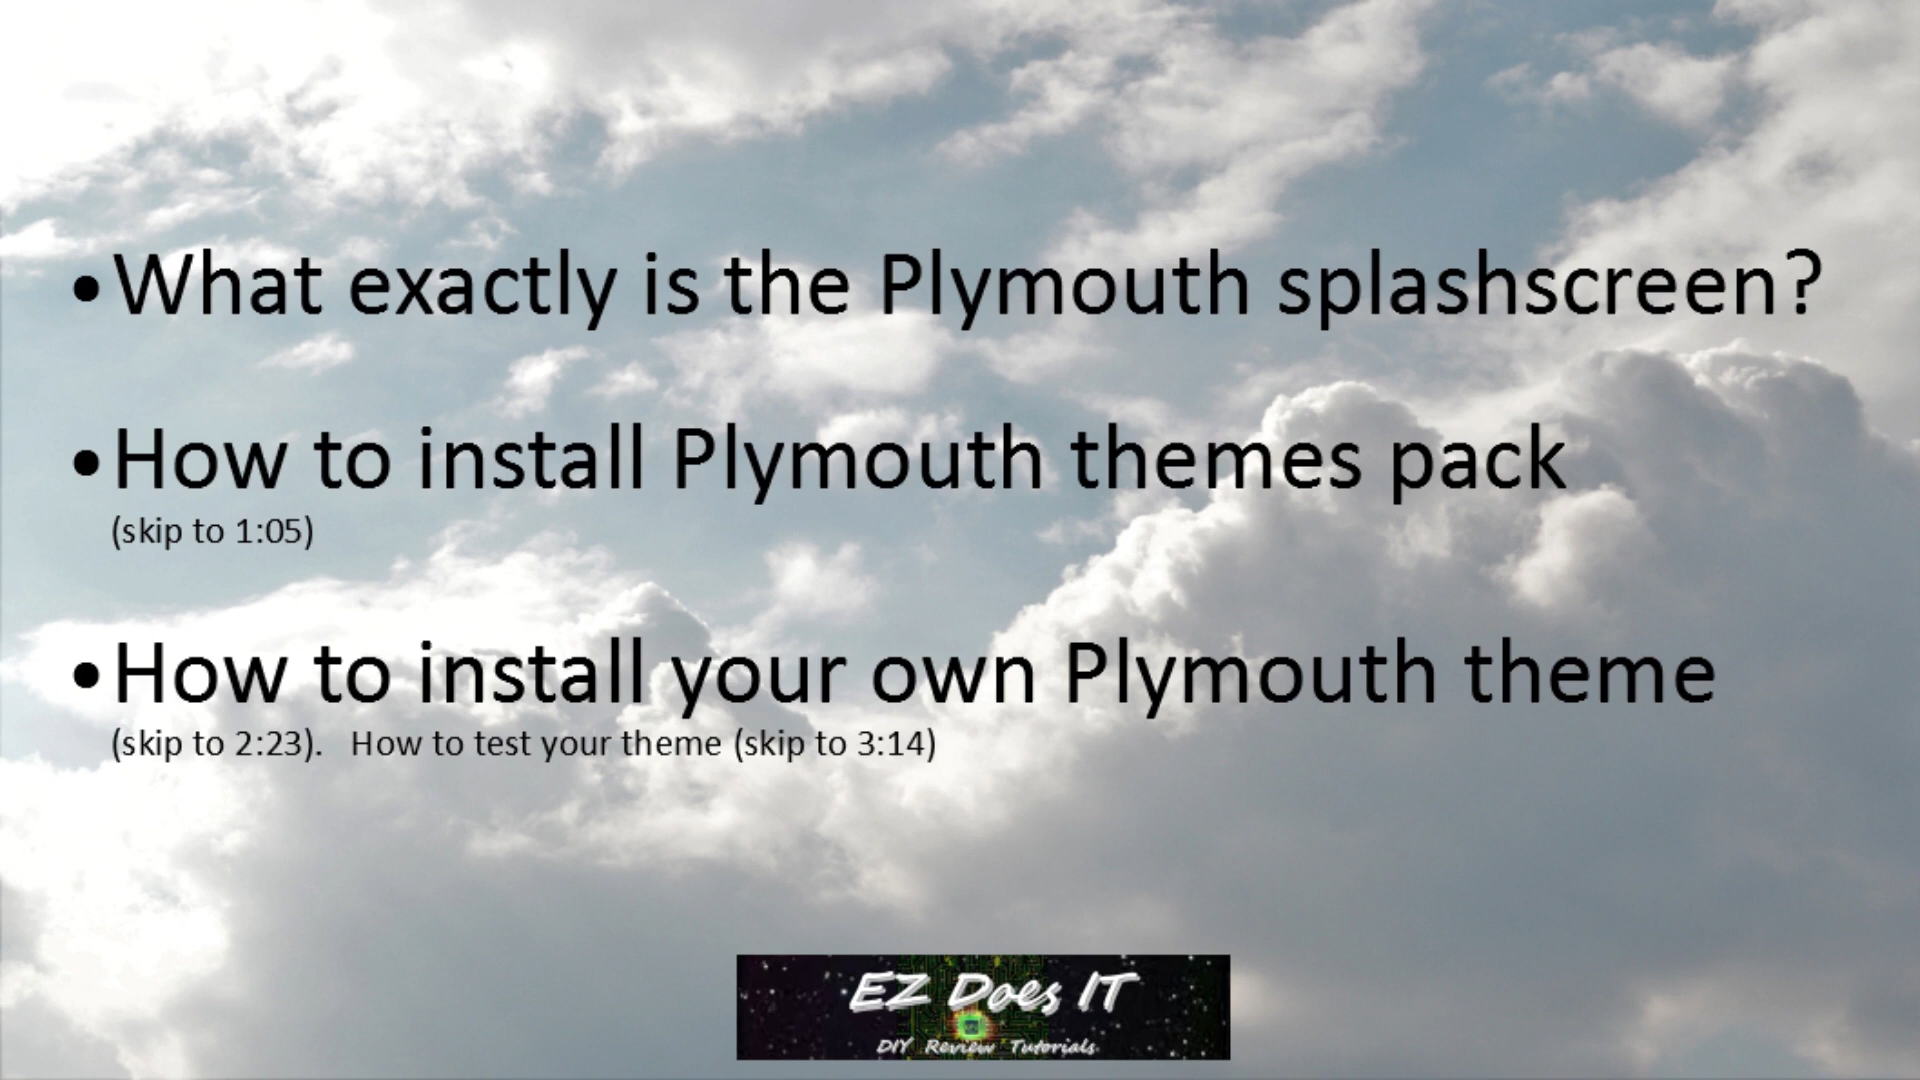 •What exactly is the Plymouth splashscreen?
•How to install Plymouth themes pack
(skip to 1:05)
•How to install your own Plymouth theme
(skip to 2:23).   How to test your theme (skip to 3:14)
EZ Does IT
DIY Review Tutorials